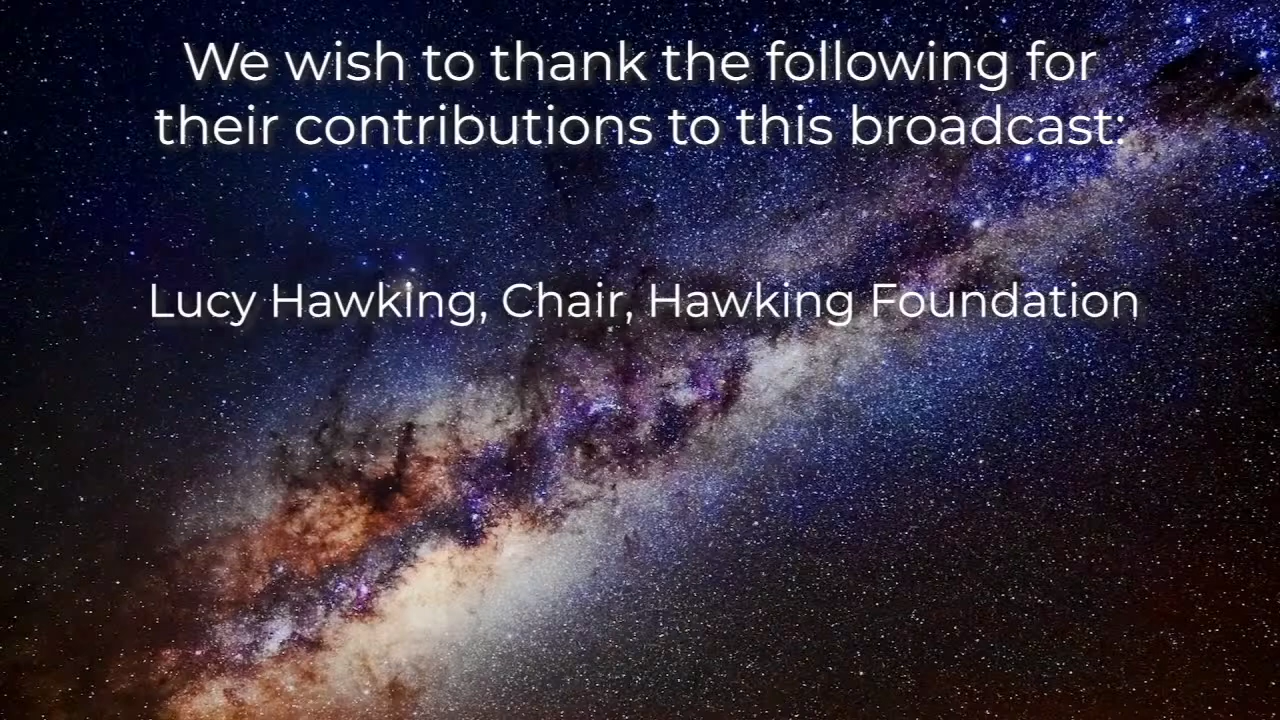 We wish to thank the following for
their contributions to this broadcast:
Lucy Hawking, Chair, Hawking Foundation